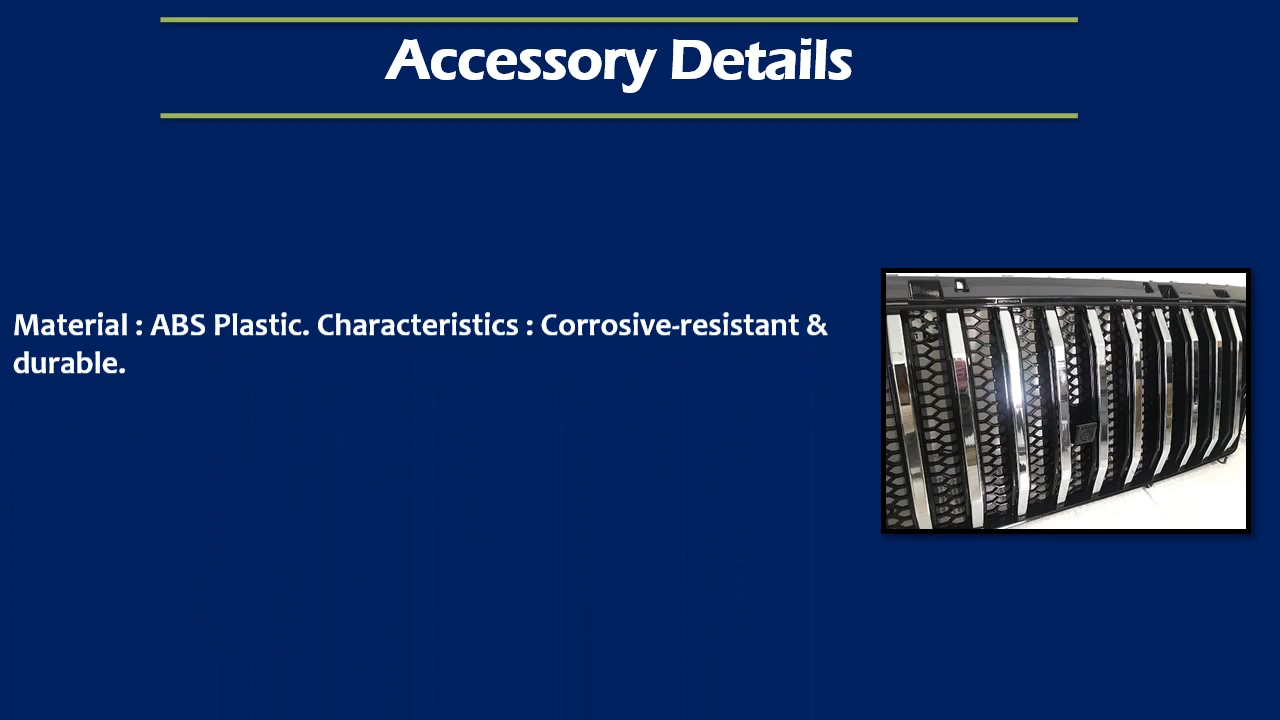 Accessory Details
Material : ABS Plastic. Characteristics : Corrosive-resistant &
durable.